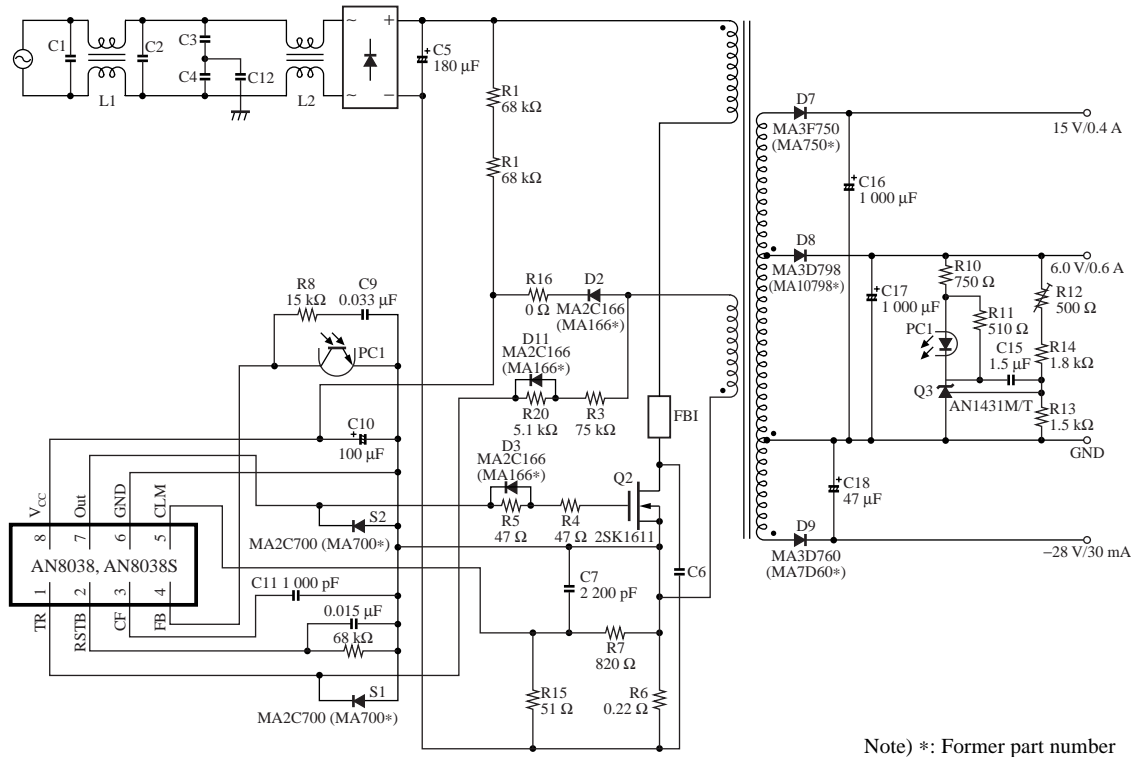 C1
L1
C2
C3
C4
C12
L2
~
~
+
−
C5
180 µF
R1
68 kΩ
R1
68 kΩ
D7
MA3F750
(MA750*)
15 V/0.4 A
C16
1 000 µF
D8
MA3D798
(MA10798*)
6.0 V/0.6 A
C17
1 000 µF
R10
750 Ω
R11
510 Ω
R12
500 Ω
PC1
C15
1.5 µF
R14
1.8 kΩ
Q3
AN1431M/T
R13
1.5 kΩ
GND
C18
47 µF
D9
MA3D760
(MA7D60*)
−28 V/30 mA
R8
15 kΩ
C9
0.033 µF
R16
0 Ω
D2
MA2C166
(MA166*)
PC1
D11
MA2C166
(MA166*)
R20
5.1 kΩ
R3
75 kΩ
FBI
C10
100 µF
D3
MA2C166
(MA166*)
R5
47 Ω
R4
47 Ω
Q2
2SK1611
S2
MA2C700 (MA700*)
VCC
Out
GND
CLM
8
7
6
5
AN8038, AN8038S
1
2
3
4
TR
RSTB
CF
FB
C11 1 000 pF
0.015 µF
68 kΩ
S1
MA2C700 (MA700*)
C7
2 200 pF
C6
R7
820 Ω
R15
51 Ω
R6
0.22 Ω
Note) *: Former part number